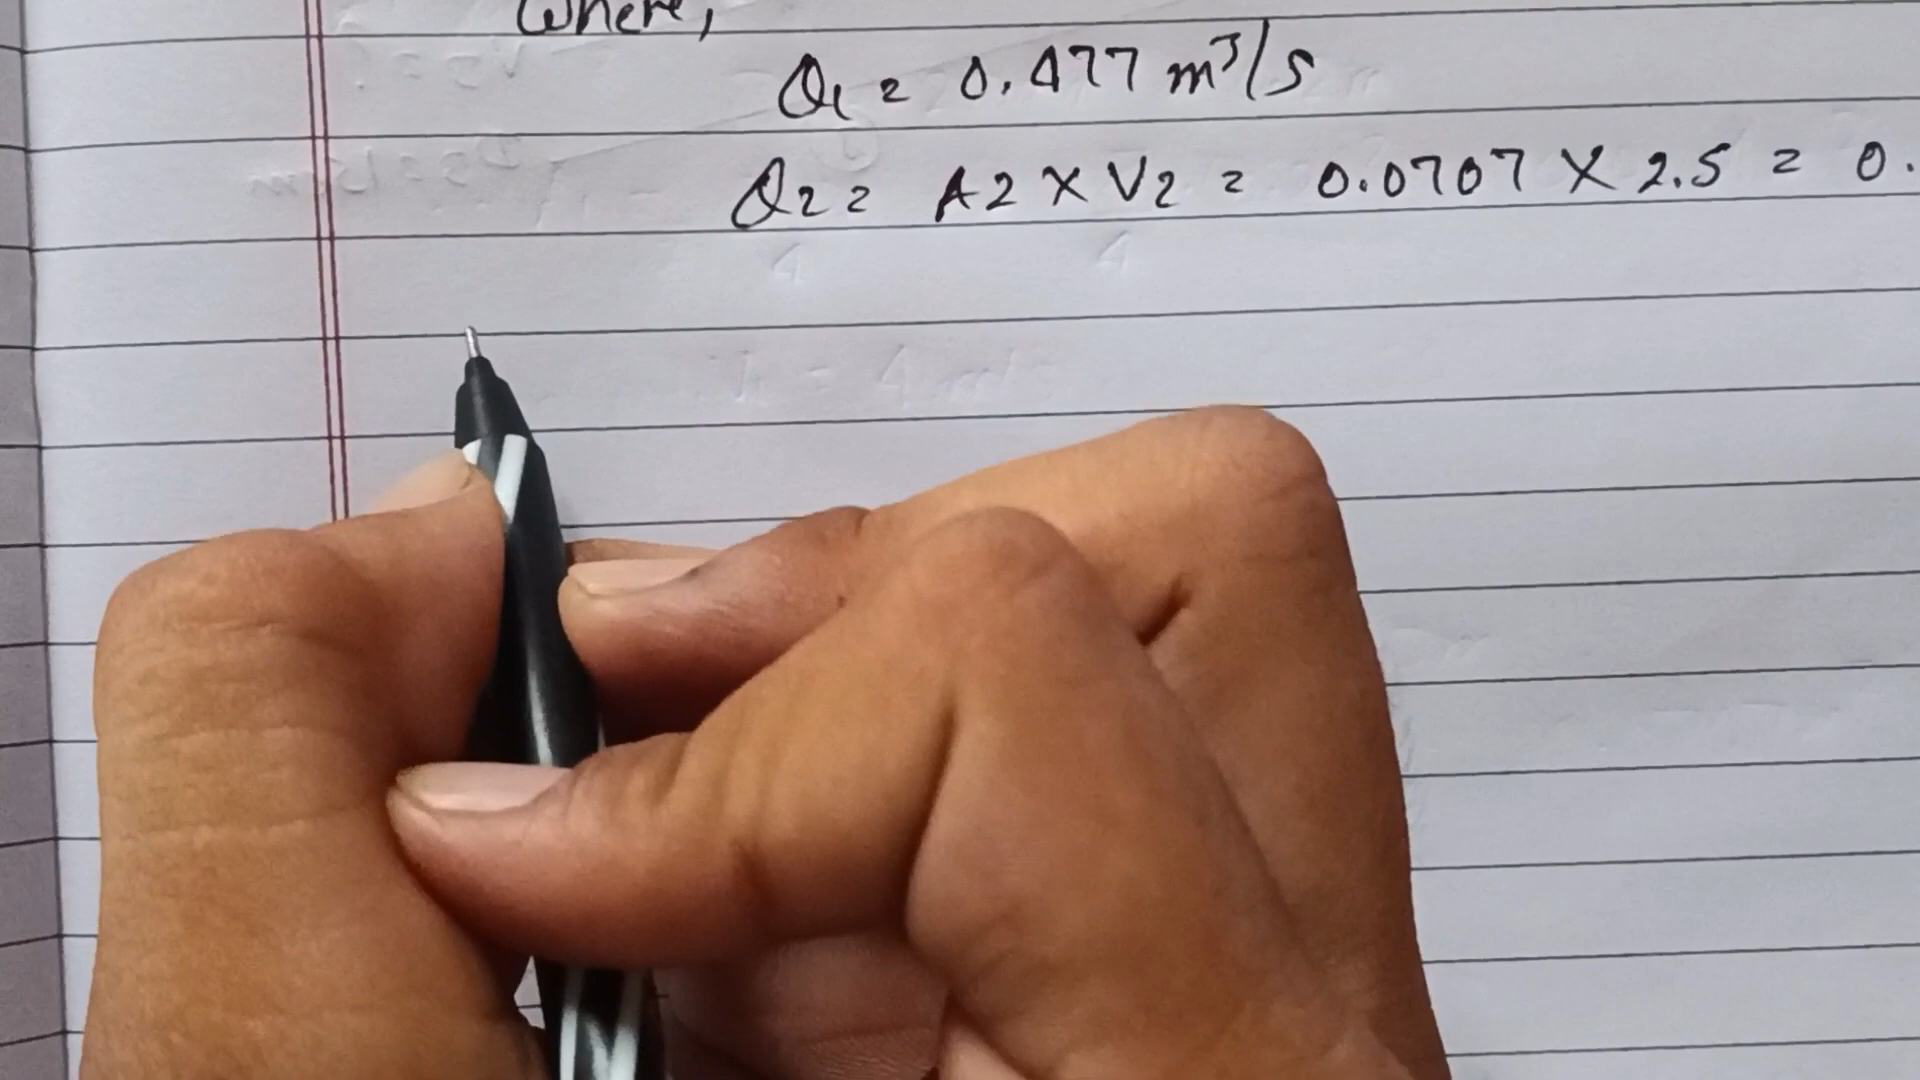 Where,
Q1 = 0.477 m³/s
Q2 = A2 X V2 = 0.0707 X 2.5 = 0.